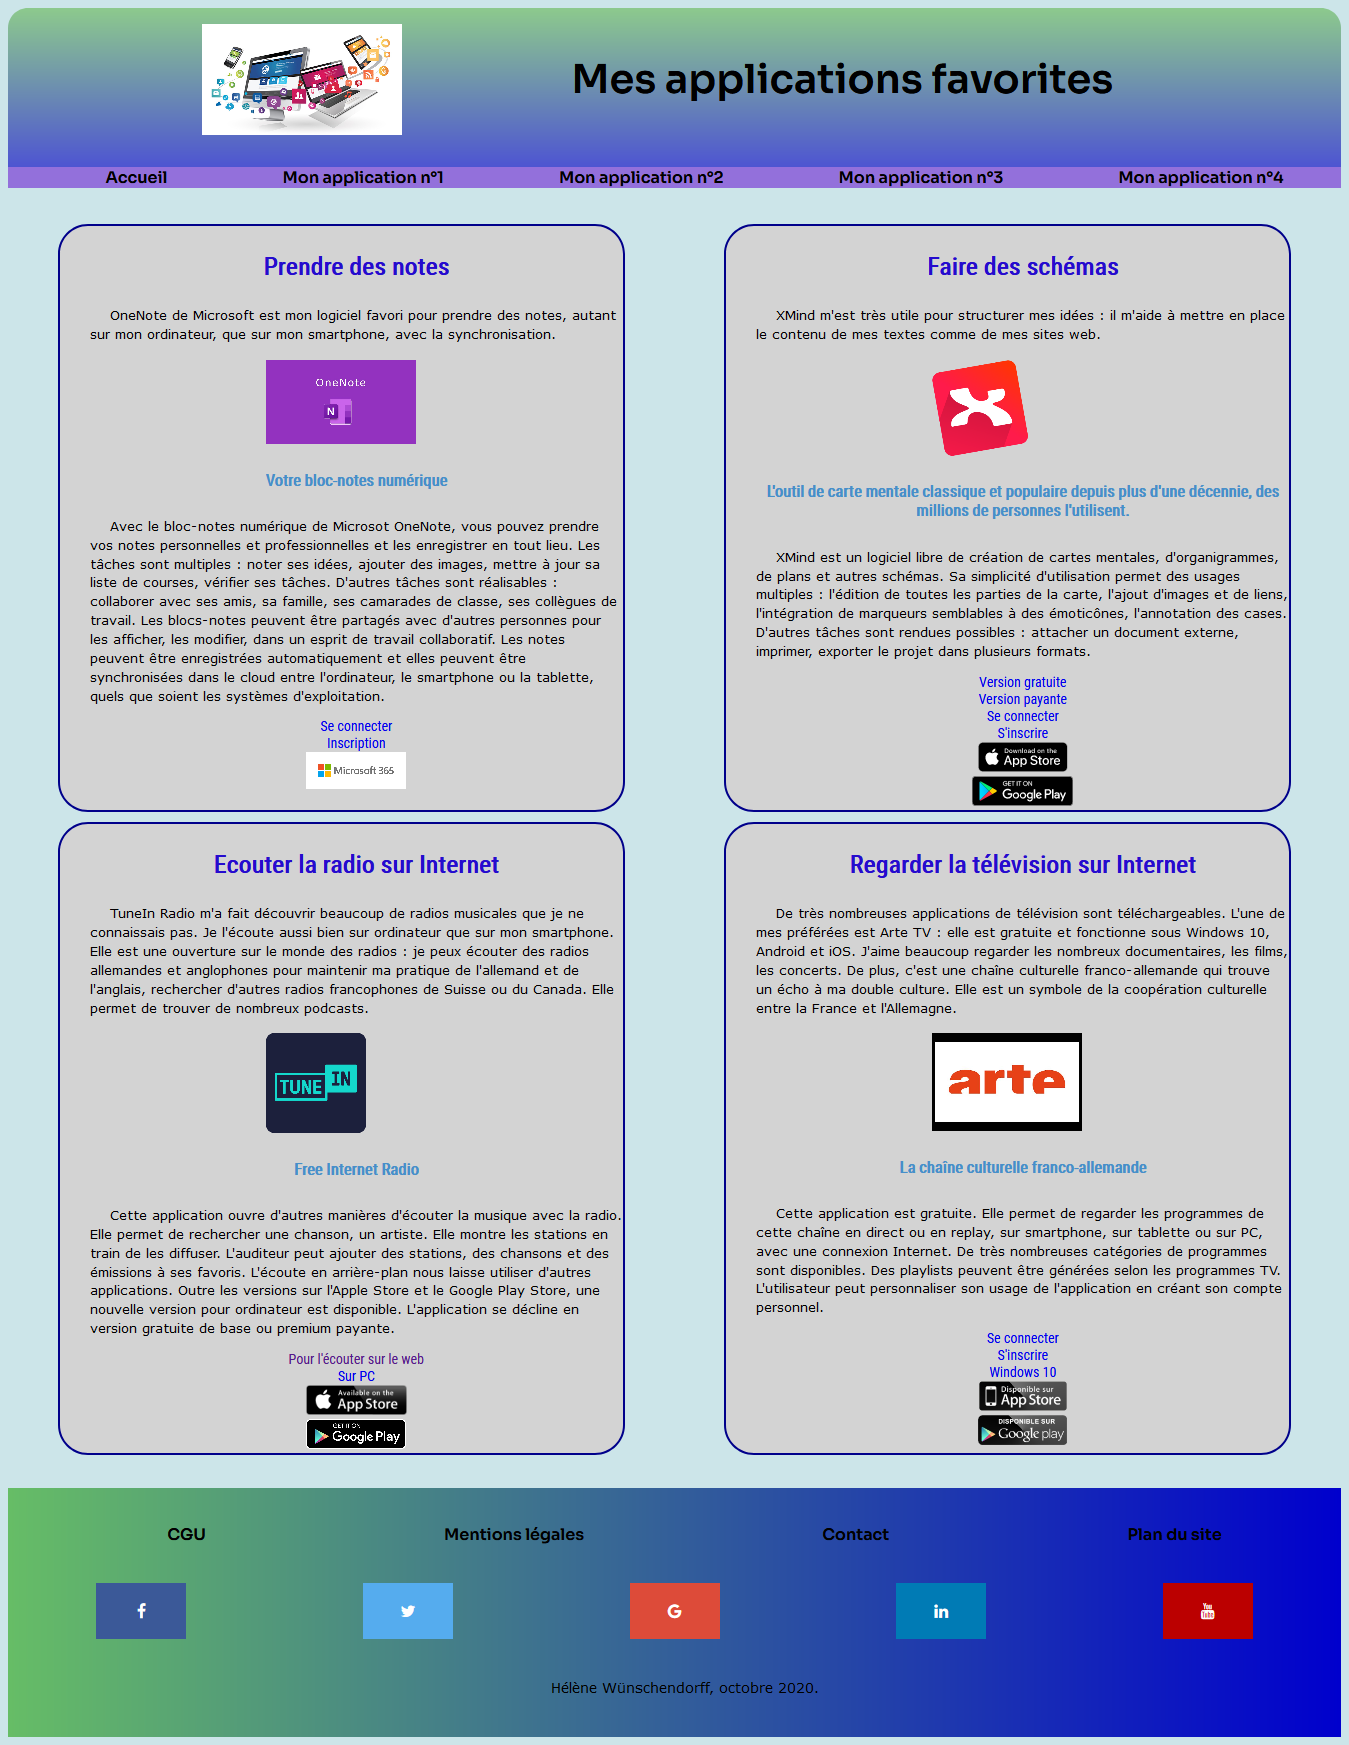 Mes applications favorites
Accueil Mon application n°1 Mon application n°2 Mon application n°3 Mon application n°4
Prendre des notes
OneNote de Microsoft est mon logiciel favori pour prendre des notes, autant
sur mon ordinateur, que sur mon smartphone, avec la synchronisation.
OneNote
N
Votre bloc-notes numérique
Avec le bloc-notes numérique de Microsot OneNote, vous pouvez prendre
vos notes personnelles et professionnelles et les enregistrer en tout lieu. Les
tâches sont multiples : noter ses idées, ajouter des images, mettre à jour sa
liste de courses, vérifier ses tâches. D'autres tâches sont réalisables :
collaborer avec ses amis, sa famille, ses camarades de classe, ses collègues de
travail. Les blocs-notes peuvent être partagés avec d'autres personnes pour
les afficher, les modifier, dans un esprit de travail collaboratif. Les notes
peuvent être enregistrées automatiquement et elles peuvent être
synchronisées dans le cloud entre l'ordinateur, le smartphone ou la tablette,
quels que soient les systèmes d'exploitation.
Se connecter
Inscription
Microsoft 365
Faire des schémas
XMind m'est très utile pour structurer mes idées : il m'aide à mettre en place
le contenu de mes textes comme de mes sites web.
L'outil de carte mentale classique et populaire depuis plus d'une décennie, des
millions de personnes l'utilisent.
XMind est un logiciel libre de création de cartes mentales, d'organigrammes,
de plans et autres schémas. Sa simplicité d'utilisation permet des usages
multiples : l'édition de toutes les parties de la carte, l'ajout d'images et de liens,
l'intégration de marqueurs semblables à des émoticônes, l'annotation des cases.
D'autres tâches sont rendues possibles : attacher un document externe,
imprimer, exporter le projet dans plusieurs formats.
Version gratuite
Version payante
Se connecter
S'inscrire
Download on the
App Store
GET IT ON
Google Play
Ecouter la radio sur Internet
TuneIn Radio m'a fait découvrir beaucoup de radios musicales que je ne
connaissais pas. Je l'écoute aussi bien sur ordinateur que sur mon smartphone.
Elle est une ouverture sur le monde des radios : je peux écouter des radios
allemandes et anglophones pour maintenir ma pratique de l'allemand et de
l'anglais, rechercher d'autres radios francophones de Suisse ou du Canada. Elle
permet de trouver de nombreux podcasts.
TUNE IN
Free Internet Radio
Cette application ouvre d'autres manières d'écouter la musique avec la radio.
Elle permet de rechercher une chanson, un artiste. Elle montre les stations en
train de les diffuser. L'auditeur peut ajouter des stations, des chansons et des
émissions à ses favoris. L'écoute en arrière-plan nous laisse utiliser d'autres
applications. Outre les versions sur l'Apple Store et le Google Play Store, une
nouvelle version pour ordinateur est disponible. L'application se décline en
version gratuite de base ou premium payante.
Pour l'écouter sur le web
Sur PC
Available on the
App Store
GET IT ON
Google Play
Regarder la télévision sur Internet
De très nombreuses applications de télévision sont téléchargeables. L'une de
mes préférées est Arte TV : elle est gratuite et fonctionne sous Windows 10,
Android et iOS. J'aime beaucoup regarder les nombreux documentaires, les films,
les concerts. De plus, c'est une chaîne culturelle franco-allemande qui trouve
un écho à ma double culture. Elle est un symbole de la coopération culturelle
entre la France et l'Allemagne.
arte
La chaîne culturelle franco-allemande
Cette application est gratuite. Elle permet de regarder les programmes de
cette chaîne en direct ou en replay, sur smartphone, sur tablette ou sur PC,
avec une connexion Internet. De très nombreuses catégories de programmes
sont disponibles. Des playlists peuvent être générées selon les programmes TV.
L'utilisateur peut personnaliser son usage de l'application en créant son compte
personnel.
Se connecter
S'inscrire
Windows 10
Disponible sur
App Store
DISPONIBLE SUR
Google play
CGU Mentions légales Contact Plan du site
f G in You Tube
Hélène Wünschendorff, octobre 2020.